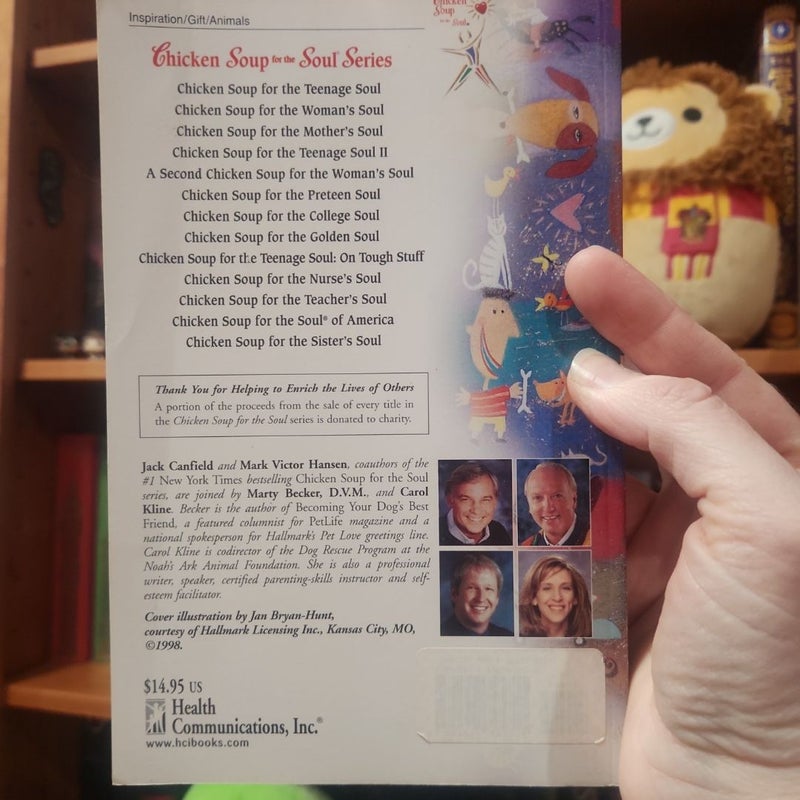 Inspiration/Gift/Animals
Chicken
Soup
for the
Soul
Chicken Soup for the Soul® Series
Chicken Soup for the Teenage Soul
Chicken Soup for the Woman's Soul
Chicken Soup for the Mother's Soul
Chicken Soup for the Teenage Soul II
A Second Chicken Soup for the Woman's Soul
Chicken Soup for the Preteen Soul
Chicken Soup for the College Soul
Chicken Soup for the Golden Soul
Chicken Soup for the Teenage Soul: On Tough Stuff
Chicken Soup for the Nurse's Soul
Chicken Soup for the Teacher's Soul
Chicken Soup for the Soul® of America
Chicken Soup for the Sister's Soul
Thank You for Helping to Enrich the Lives of Others
A portion of the proceeds from the sale of every title in
the Chicken Soup for the Soul series is donated to charity.
Jack Canfield and Mark Victor Hansen, coauthors of the
#1 New York Times bestselling Chicken Soup for the Soul
series, are joined by Marty Becker, D.V.M., and Carol
Kline. Becker is the author of Becoming Your Dog's Best
Friend, a featured columnist for PetLife magazine and a
national spokesperson for Hallmark's Pet Love greetings line.
Carol Kline is codirector of the Dog Rescue Program at the
Noah's Ark Animal Foundation. She is also a professional
writer, speaker, certified parenting-skills instructor and self-
esteem facilitator.
Cover illustration by Jan Bryan-Hunt,
courtesy of Hallmark Licensing Inc., Kansas City, MO,
©1998.
$14.95 US
Health
Communications, Inc.®
www.hcibooks.com